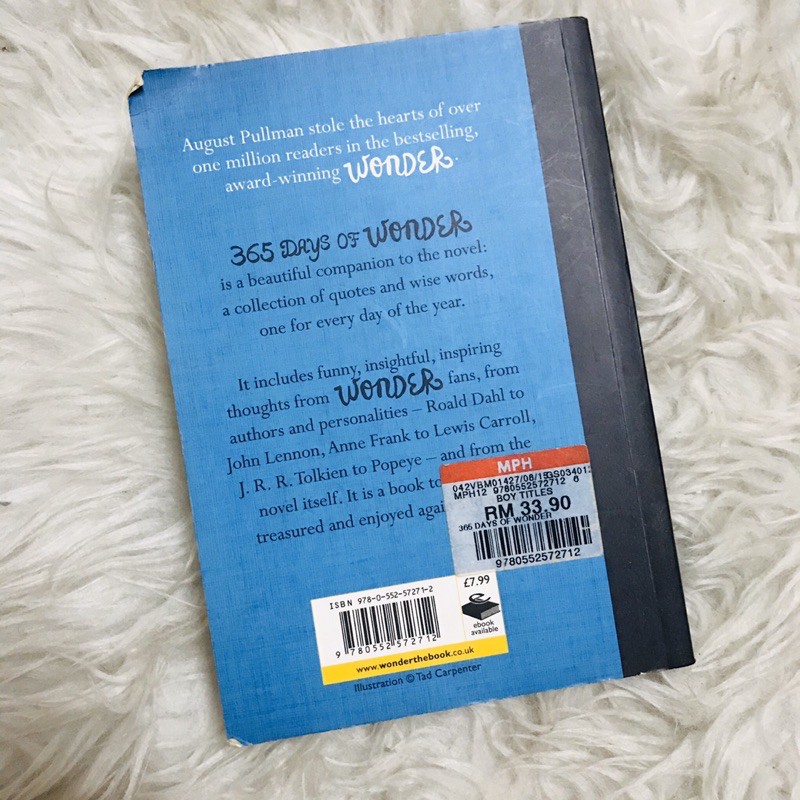 August Pullman stole the hearts of over
one million readers in the bestselling,
award-winning WONDER.
365 DAYS OF WONDER
is a beautiful companion to the novel:
a collection of quotes and wise words,
one for every day of the year.
It includes funny, insightful, inspiring
thoughts from WONDER fans, from
authors and personalities – Roald Dahl to
John Lennon, Anne Frank to Lewis Carroll,
J. R. R. Tolkien to Popeye – and from the
novel itself. It is a book to
treasured and enjoyed agai
MPH
042VBM01427/08/15
MPH12 9780552572712 6
BOY TITLES
RM 33.90
365 DAYS OF WONDER
9780552572712
ISBN 978-0-552-57271-2
9 780552 572712
£7.99
ebook
available
www.wonderthebook.co.uk
Illustration © Tad Carpenter